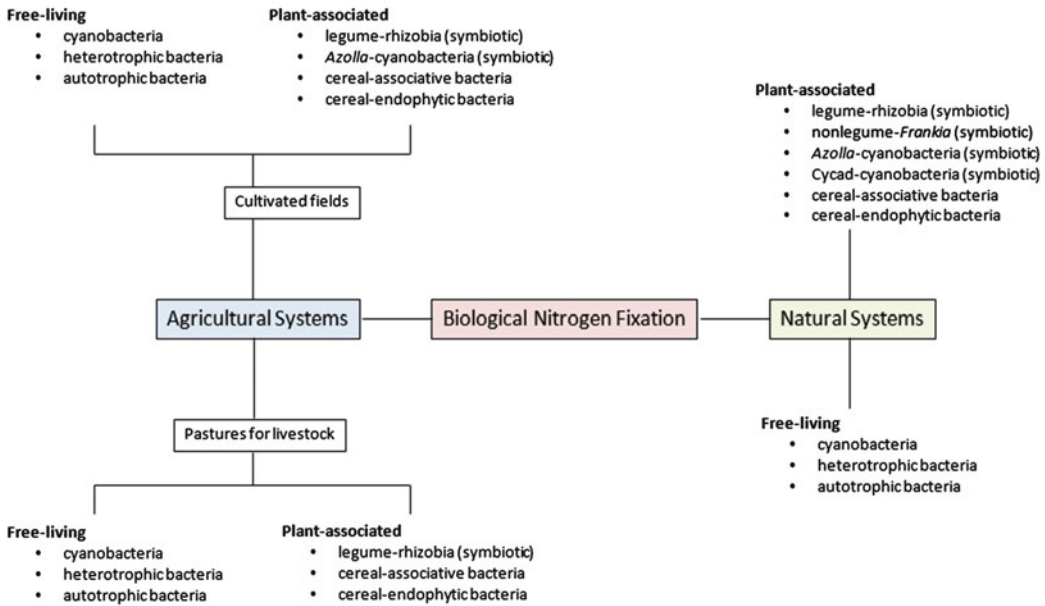 Free-living
• cyanobacteria
• heterotrophic bacteria
• autotrophic bacteria
Plant-associated
• legume-rhizobia (symbiotic)
• Azolla-cyanobacteria (symbiotic)
• cereal-associative bacteria
• cereal-endophytic bacteria
Cultivated fields
Plant-associated
• legume-rhizobia (symbiotic)
• nonlegume-Frankia (symbiotic)
• Azolla-cyanobacteria (symbiotic)
• Cycad-cyanobacteria (symbiotic)
• cereal-associative bacteria
• cereal-endophytic bacteria
Agricultural Systems
Biological Nitrogen Fixation
Natural Systems
Pastures for livestock
Free-living
• cyanobacteria
• heterotrophic bacteria
• autotrophic bacteria
Free-living
• cyanobacteria
• heterotrophic bacteria
• autotrophic bacteria
Plant-associated
• legume-rhizobia (symbiotic)
• cereal-associative bacteria
• cereal-endophytic bacteria